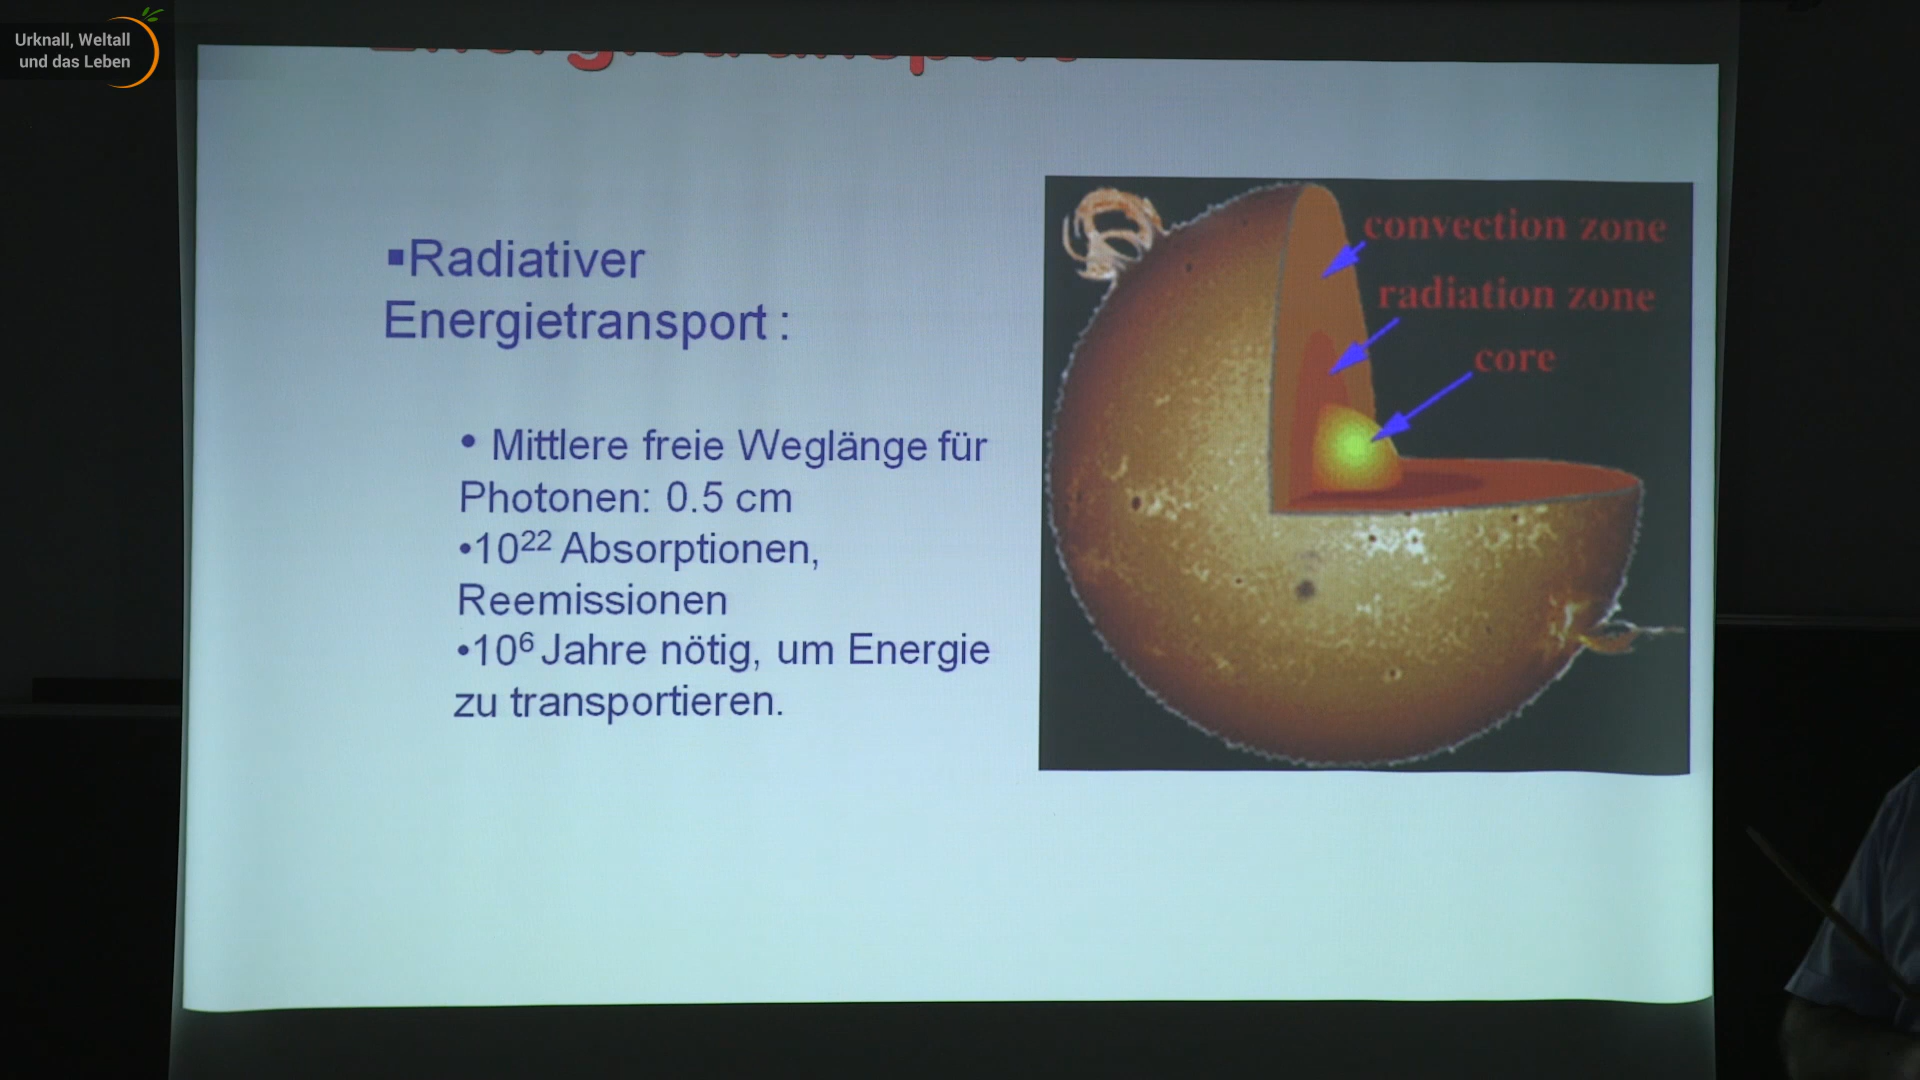 Urknall, Weltall
und das Leben
▪Radiativer
Energietransport :
• Mittlere freie Weglänge für
Photonen: 0.5 cm
•10²² Absorptionen,
Reemissionen
•10⁶ Jahre nötig, um Energie
zu transportieren.
convection zone
radiation zone
core